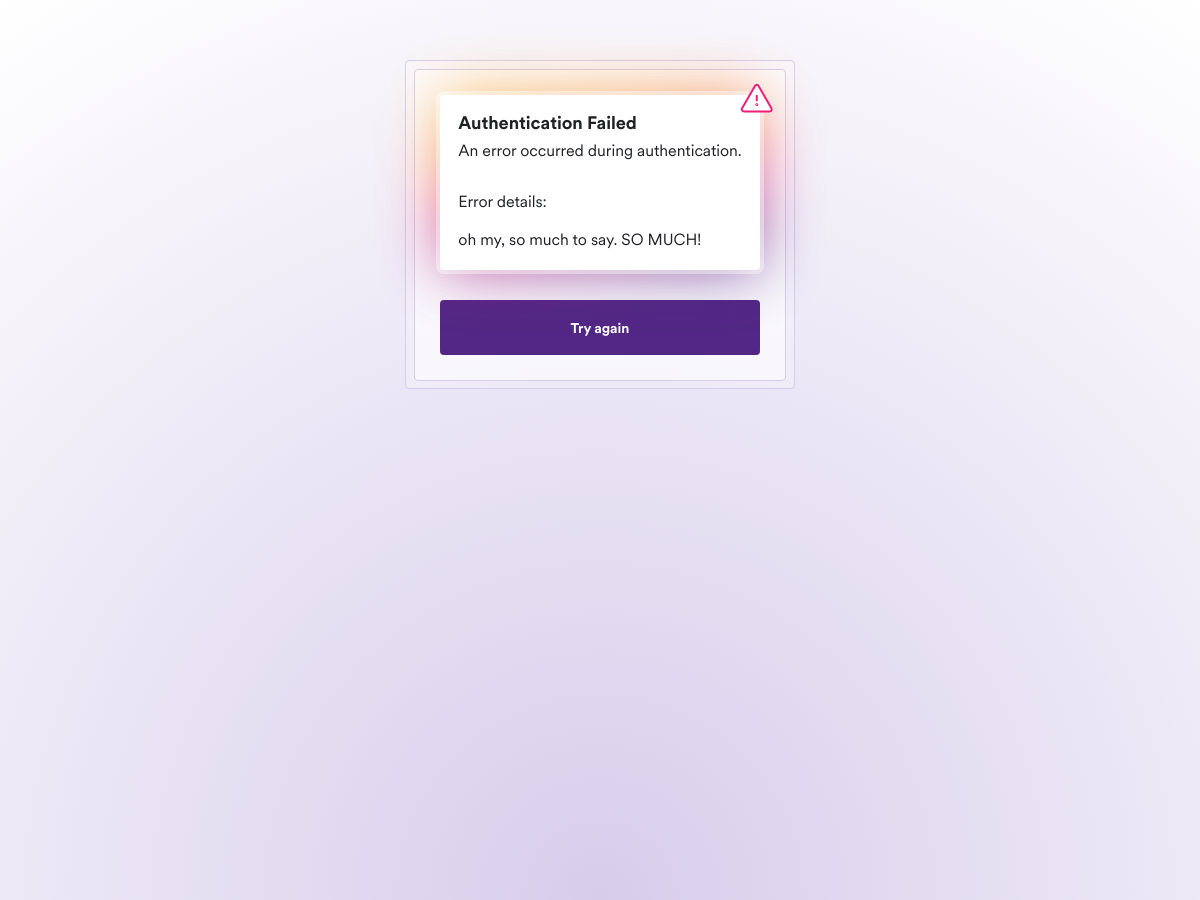 Authentication Failed
An error occurred during authentication.
Error details:
oh my, so much to say. SO MUCH!
Try again